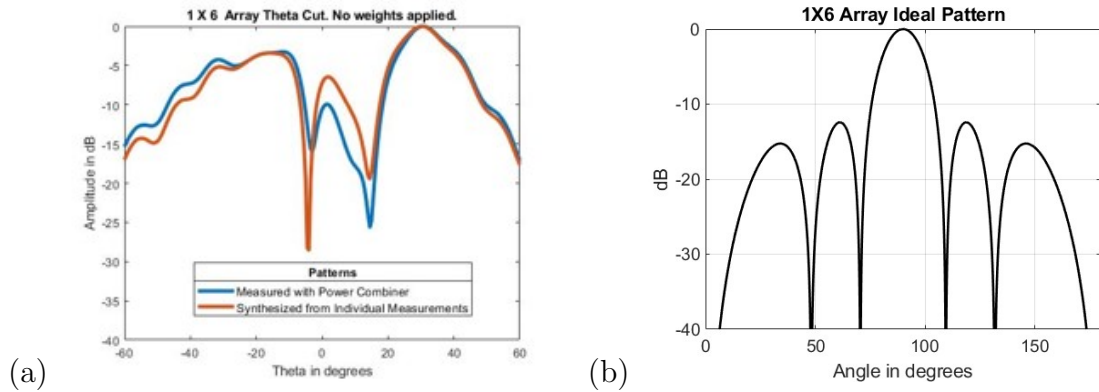 1 X 6 Array Theta Cut. No weights applied.
0
-5
-10
-15
-20
-25
-30
-35
-40
Amplitude in dB
Patterns
Measured with Power Combiner
Synthesized from Individual Measurements
-60
-40
-20
0
20
40
60
Theta in degrees
(a)
1X6 Array Ideal Pattern
0
-10
-20
-30
-40
dB
0
50
100
150
Angle in degrees
(b)